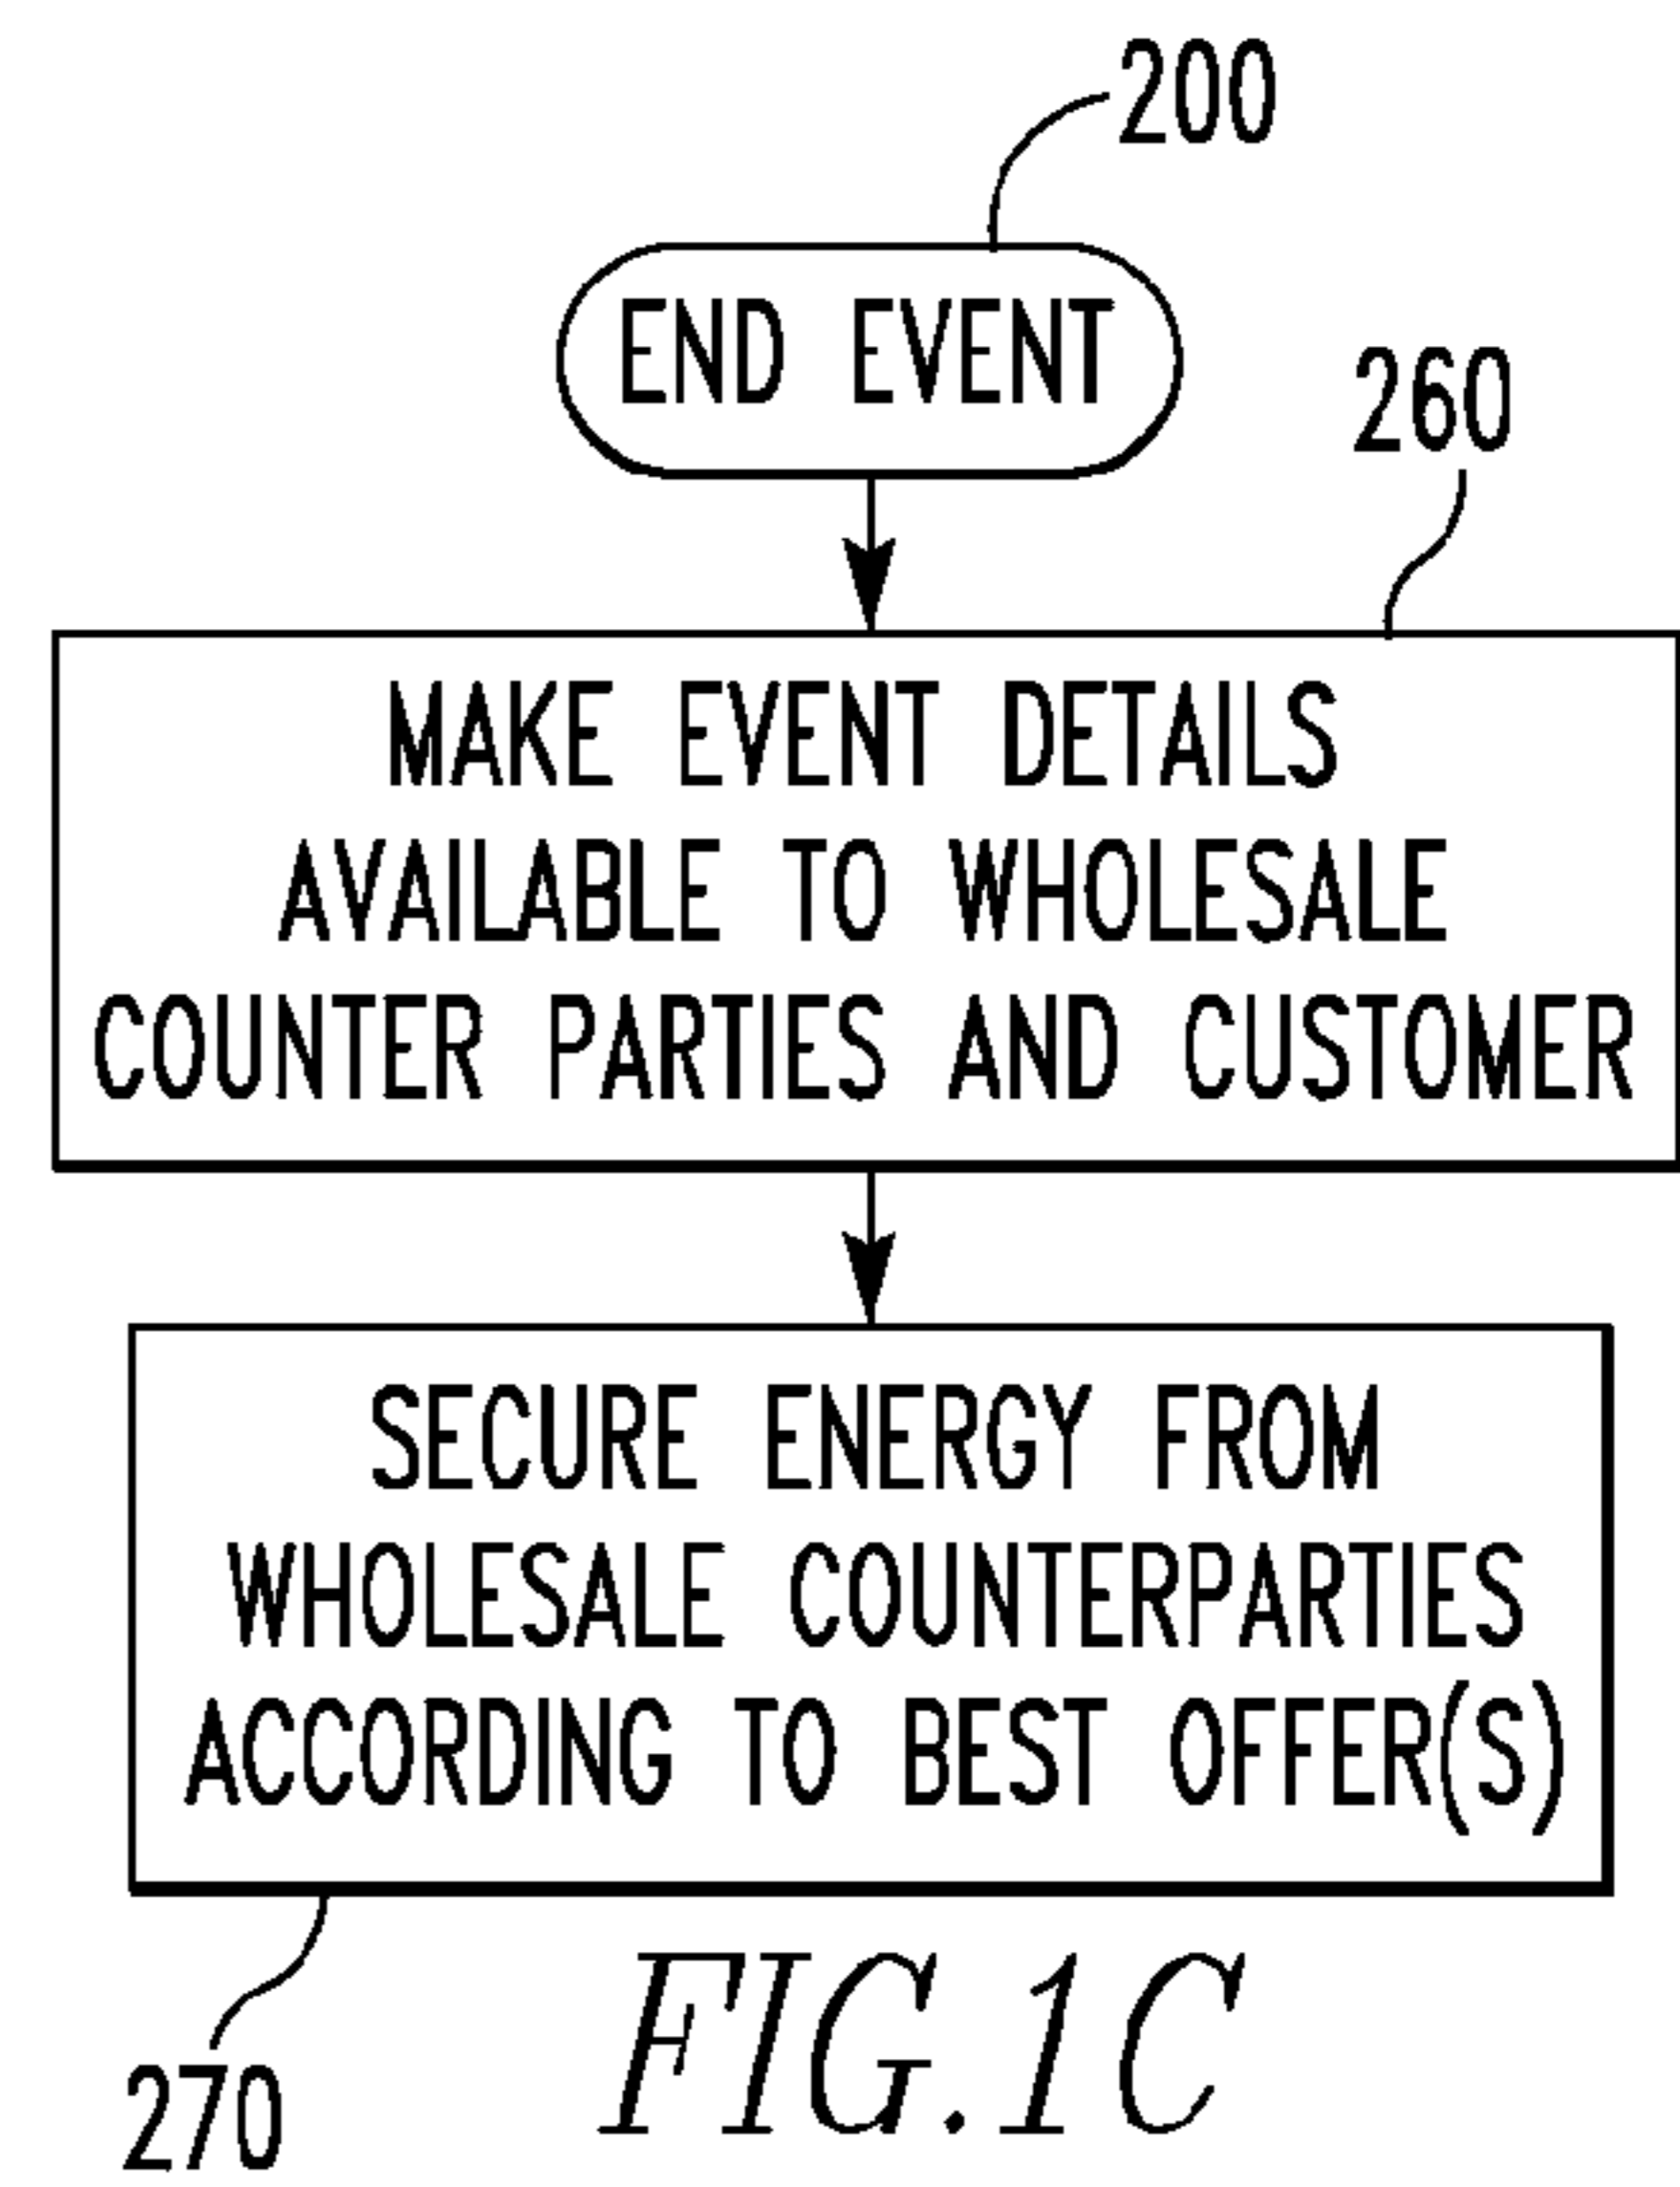 200
END EVENT
260
MAKE EVENT DETAILS
AVAILABLE TO WHOLESALE
COUNTER PARTIES AND CUSTOMER
SECURE ENERGY FROM
WHOLESALE COUNTERPARTIES
ACCORDING TO BEST OFFER(S)
270
FIG.1C